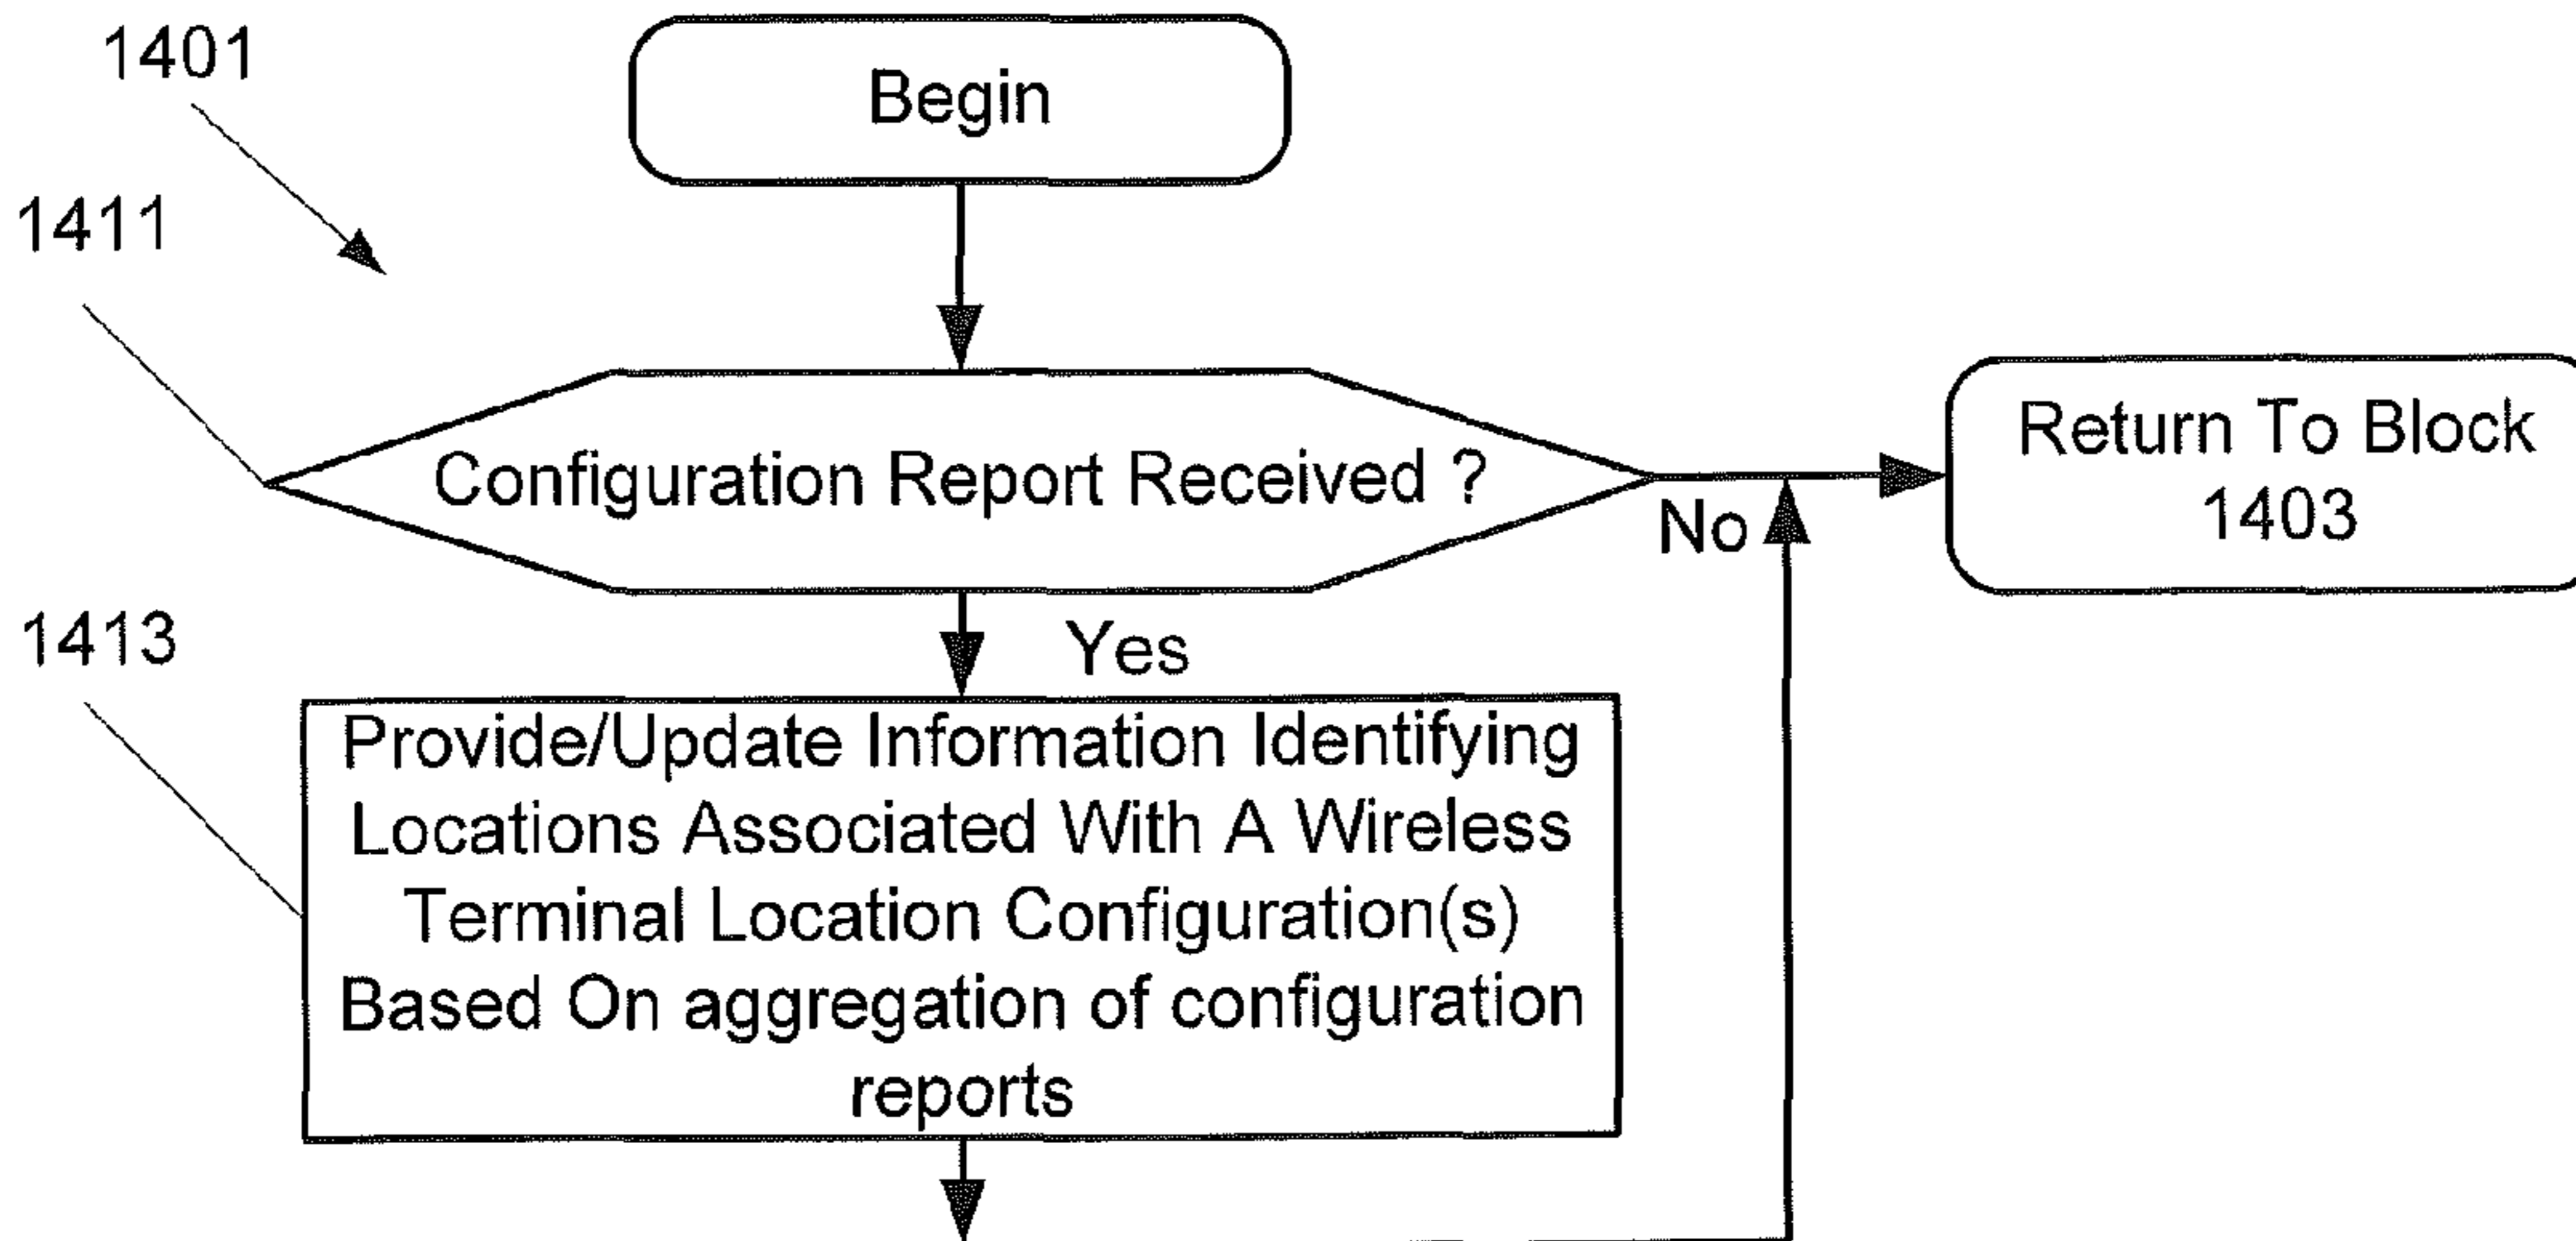 1401
Begin
1411
Configuration Report Received ?
No
Return To Block
1403
Yes
1413
Provide/Update Information Identifying
Locations Associated With A Wireless
Terminal Location Configuration(s)
Based On aggregation of configuration
reports